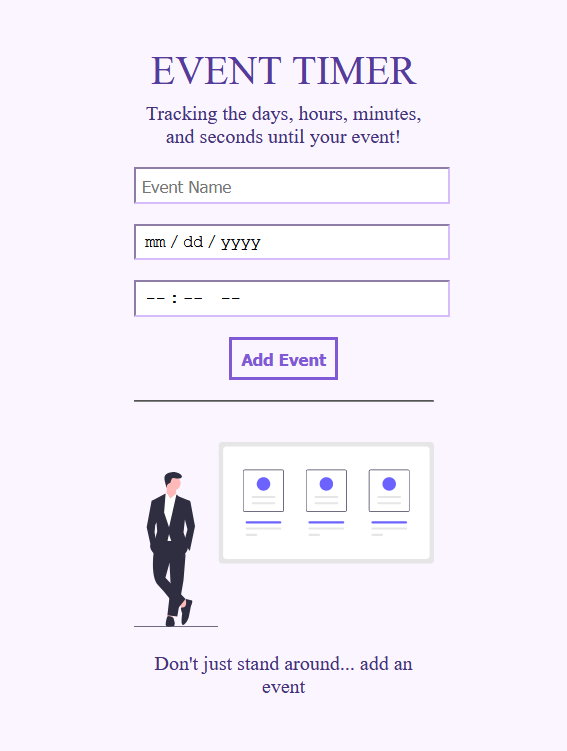 EVENT TIMER
Tracking the days, hours, minutes,
and seconds until your event!
Event Name
mm / dd / yyyy
-- : -- --
Add Event
Don't just stand around... add an
event